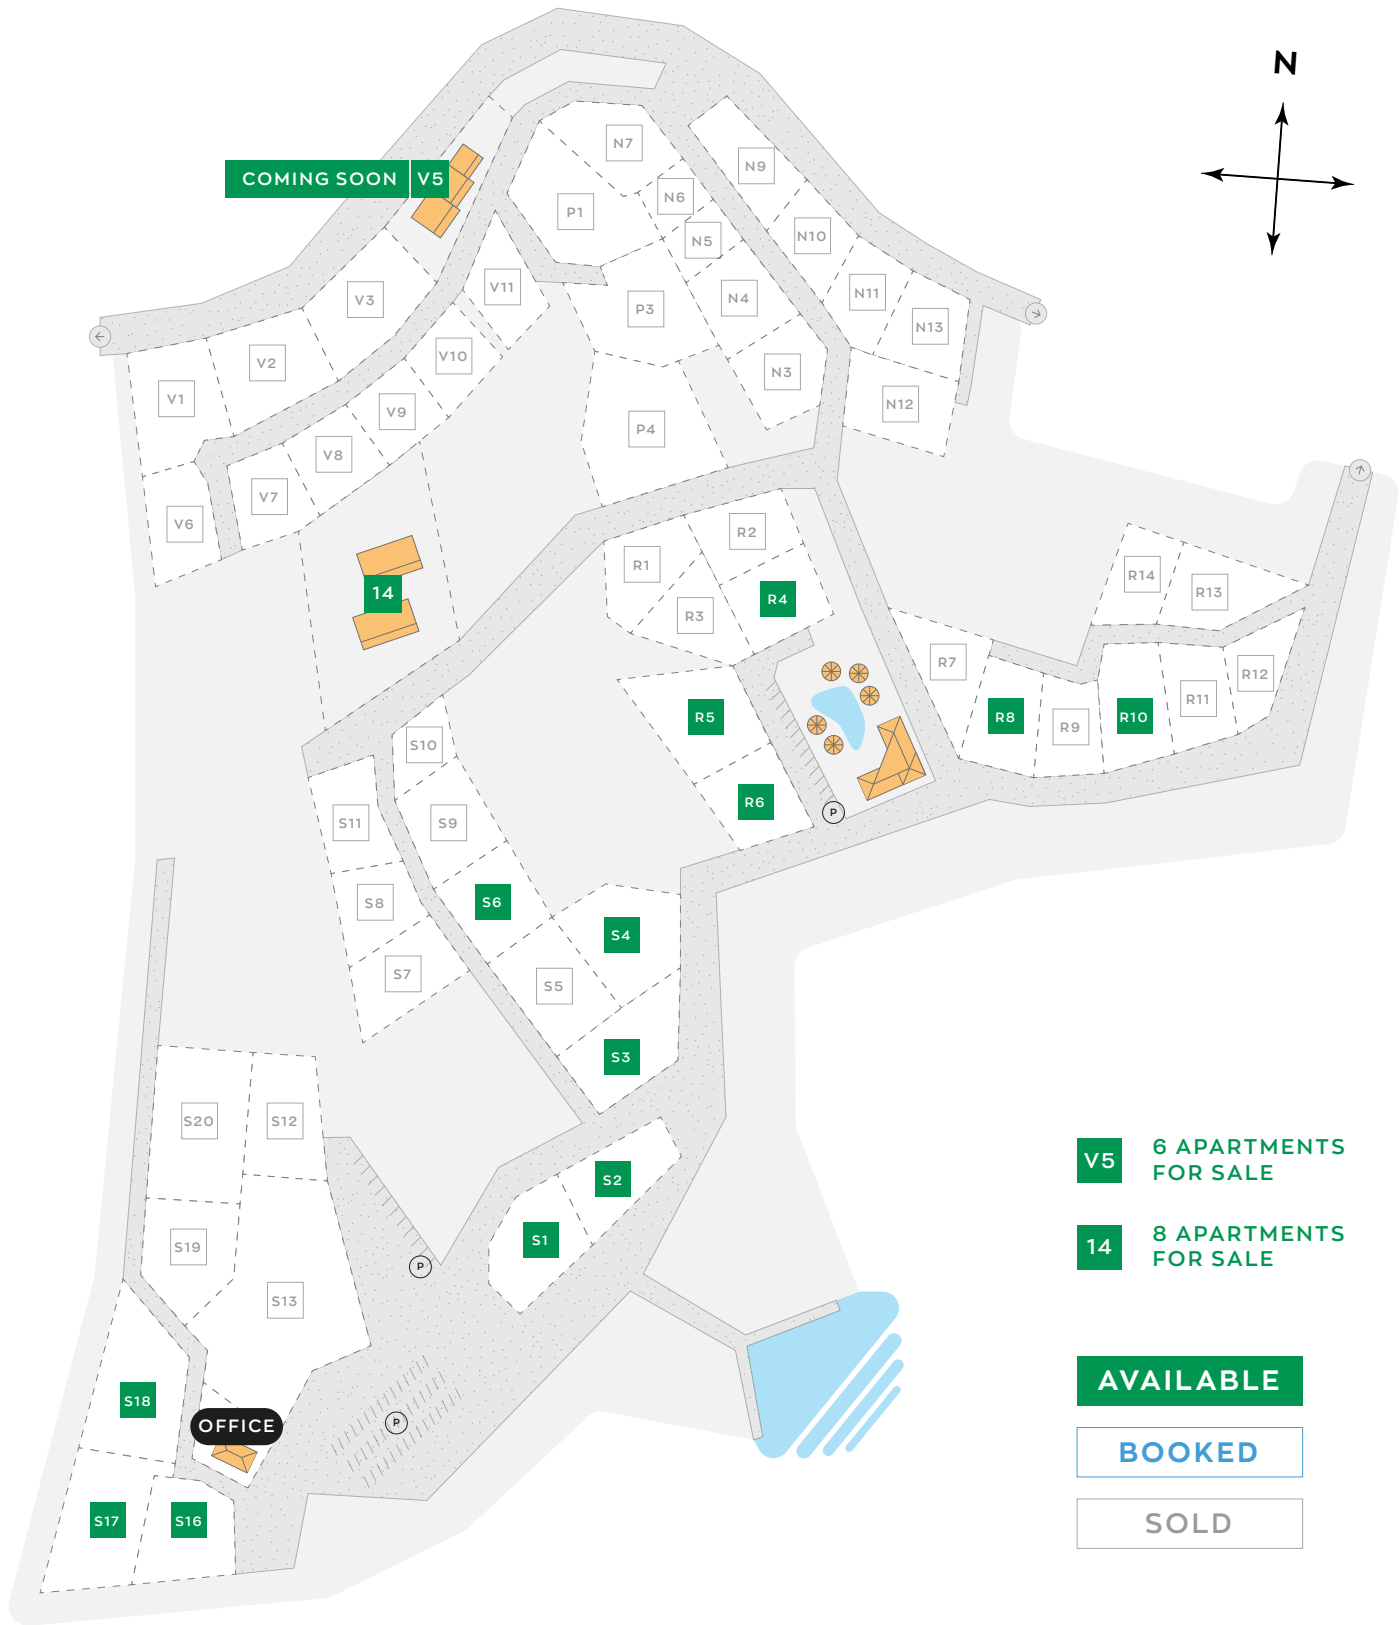 N
N7
N9
COMING SOON V5
N6
P1
N10
N5
V11
N11
N4
V3
P3
N13
V10
V2
N3
V1
N12
V9
P4
V8
V7
V6
R2
R1
R14
14
R13
R4
R3
R7
R12
R11
R5
R8
R10
R9
S10
R6
P
S11
S9
S8
S6
S4
S7
S5
S3
S20
S12
V5
6 APARTMENTS
FOR SALE
S2
S1
S19
14
8 APARTMENTS
FOR SALE
P
S13
AVAILABLE
S18
P
OFFICE
BOOKED
S17
S16
SOLD